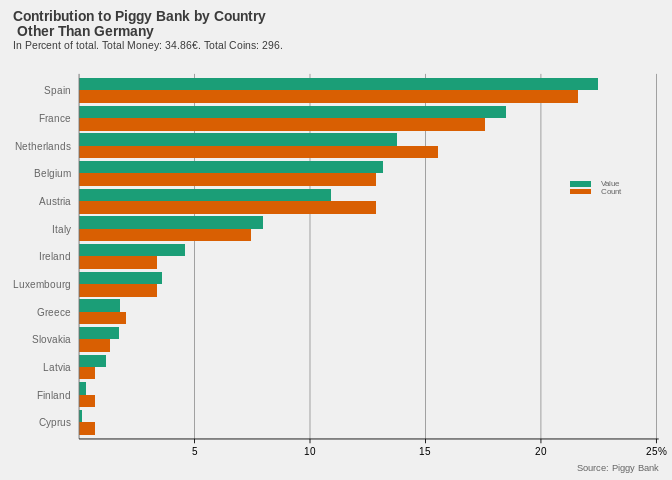 Contribution to Piggy Bank by Country
Other Than Germany
In Percent of total. Total Money: 34.86€. Total Coins: 296.
Spain
France
Netherlands
Belgium
Austria
Italy
Ireland
Luxembourg
Greece
Slovakia
Latvia
Finland
Cyprus
Value
Count
5 10 15 20 25%
Source: Piggy Bank